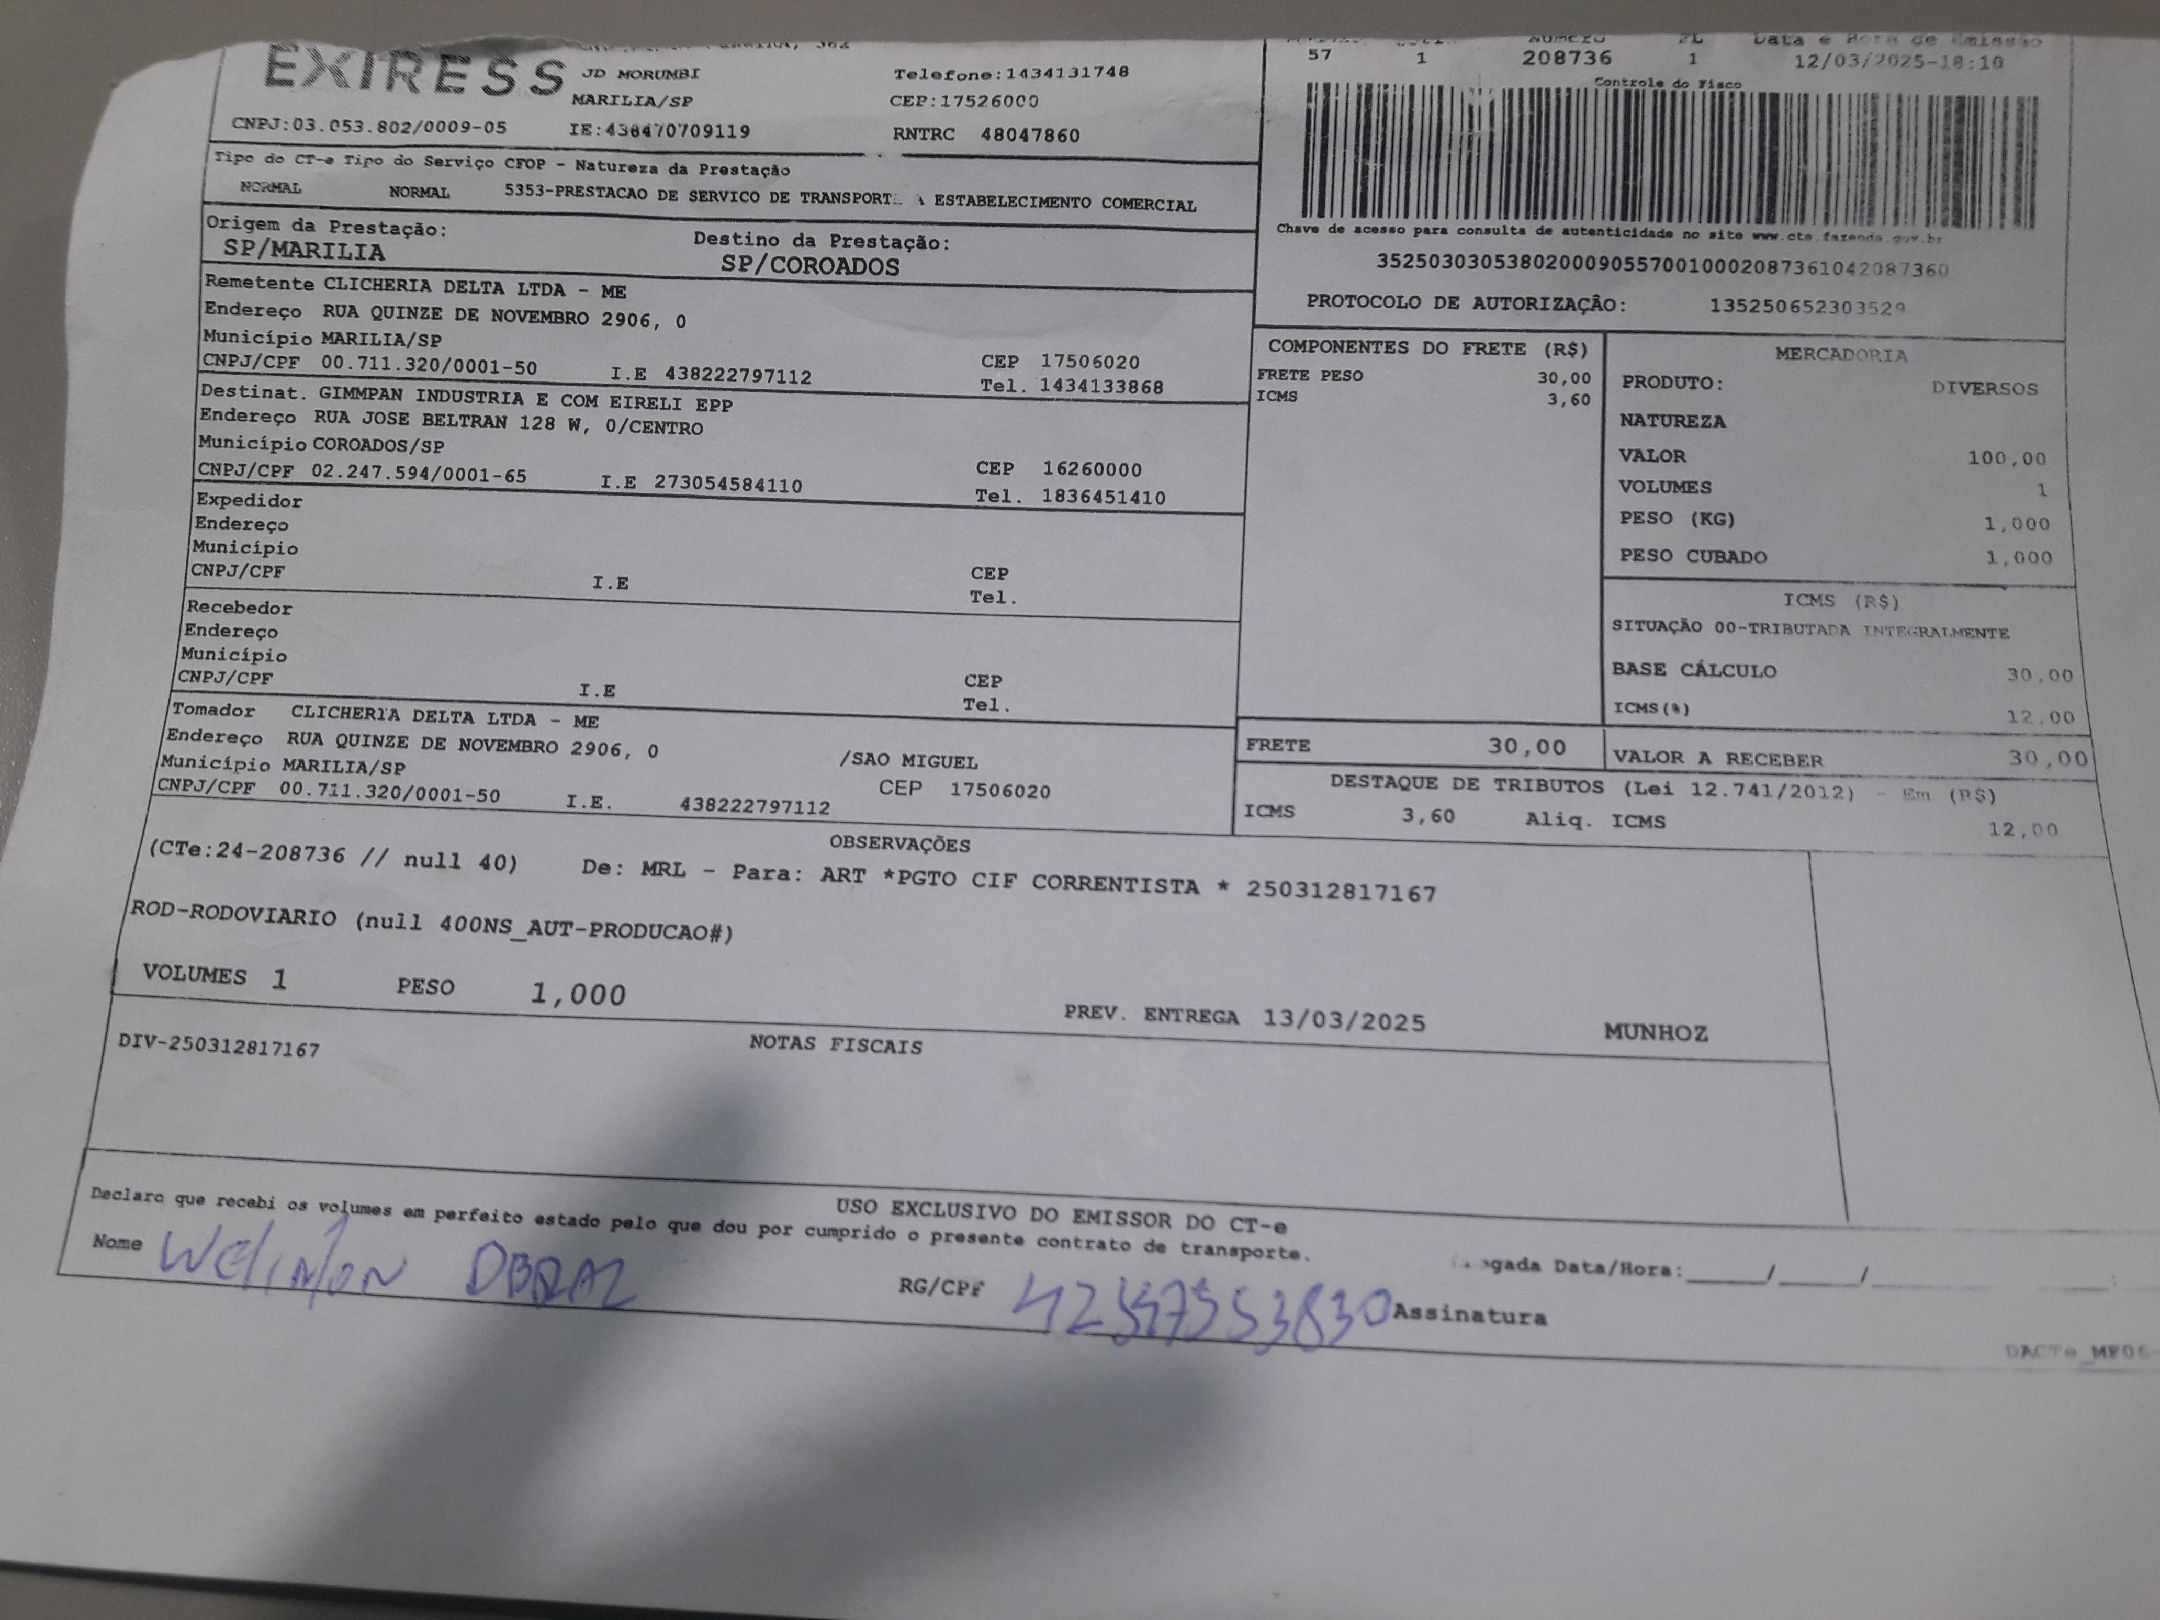 EXIRESS
JD MORUMBI
Telefone:1434131748
MARILIA/SP
CEP:17526000
CNPJ:03.053.802/0009-05
IE:438470709119
RNTRC 48047860
57 1 208736 1 12/03/2025-18:10
FL Data e Hora de Emissão
Controle do Fisco
Chave de acesso para consulta de autenticidade no site www.cte.fazenda.gov.br
35250303053802000905570010002087361042087360
PROTOCOLO DE AUTORIZAÇÃO: 135250652303529
Tipo do CT-e Tipo do Serviço CFOP - Natureza da Prestação
NORMAL NORMAL 5353-PRESTACAO DE SERVICO DE TRANSPORT A ESTABELECIMENTO COMERCIAL
Origem da Prestação: Destino da Prestação:
SP/MARILIA SP/COROADOS
Remetente CLICHERIA DELTA LTDA - ME
Endereço RUA QUINZE DE NOVEMBRO 2906, 0
Município MARILIA/SP CEP 17506020
CNPJ/CPF 00.711.320/0001-50 I.E 438222797112 Tel. 1434133868
Destinat. GIMMPAN INDUSTRIA E COM EIRELI EPP
Endereço RUA JOSE BELTRAN 128 W, 0/CENTRO
Município COROADOS/SP CEP 16260000
CNPJ/CPF 02.247.594/0001-65 I.E 273054584110 Tel. 1836451410
Expedidor
Endereço
Município CEP
CNPJ/CPF I.E Tel.
Recebedor
Endereço
Município CEP
CNPJ/CPF I.E Tel.
Tomador CLICHERIA DELTA LTDA - ME
Endereço RUA QUINZE DE NOVEMBRO 2906, 0 /SAO MIGUEL
Município MARILIA/SP CEP 17506020
CNPJ/CPF 00.711.320/0001-50 I.E. 438222797112
COMPONENTES DO FRETE (R$)
FRETE PESO 30,00
ICMS 3,60
MERCADORIA
PRODUTO: DIVERSOS
NATUREZA
VALOR 100,00
VOLUMES 1
PESO (KG) 1,000
PESO CUBADO 1,000
ICMS (R$)
SITUAÇÃO 00-TRIBUTADA INTEGRALMENTE
BASE CÁLCULO 30,00
ICMS(%) 12,00
FRETE 30,00 VALOR A RECEBER 30,00
DESTAQUE DE TRIBUTOS (Lei 12.741/2012) - Em (R$)
ICMS 3,60 Aliq. ICMS 12,00
OBSERVAÇÕES
(CTe:24-208736 // null 40) De: MRL - Para: ART *PGTO CIF CORRENTISTA * 250312817167
ROD-RODOVIARIO (null 400NS_AUT-PRODUCAO#)
VOLUMES 1 PESO 1,000 PREV. ENTREGA 13/03/2025 MUNHOZ
NOTAS FISCAIS
DIV-250312817167
USO EXCLUSIVO DO EMISSOR DO CT-e
Declaro que recebi os volumes em perfeito estado pelo que dou por cumprido o presente contrato de transporte.
Nome RG/CPF Assinatura
Data/Hora:_____/_____/_____